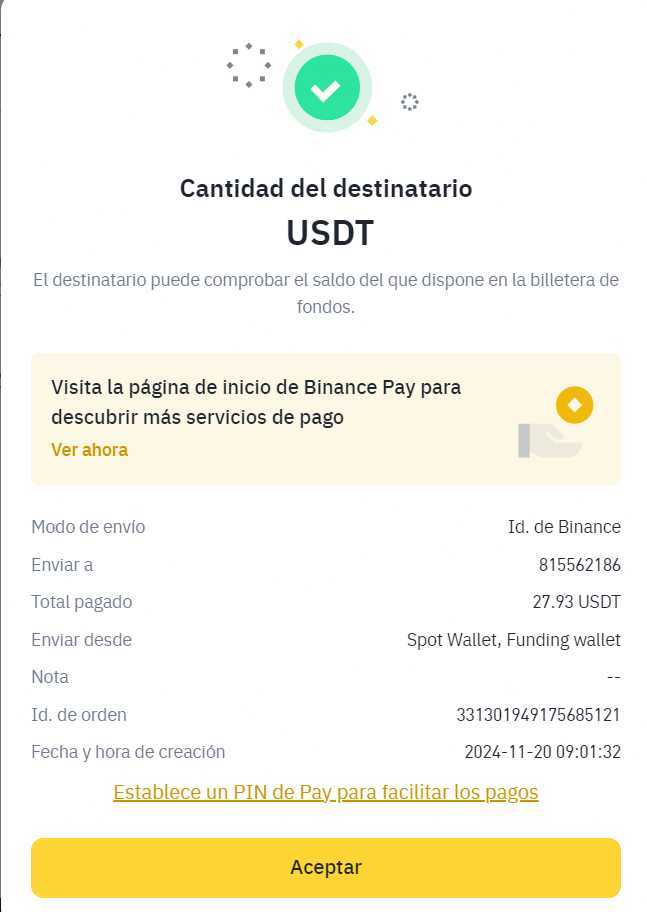 Cantidad del destinatario
USDT
El destinatario puede comprobar el saldo del que dispone en la billetera de
fondos.
Visita la página de inicio de Binance Pay para
descubrir más servicios de pago
Ver ahora
Modo de envío Id. de Binance
Enviar a 815562186
Total pagado 27.93 USDT
Enviar desde Spot Wallet, Funding wallet
Nota --
Id. de orden 331301949175685121
Fecha y hora de creación 2024-11-20 09:01:32
Establece un PIN de Pay para facilitar los pagos
Aceptar